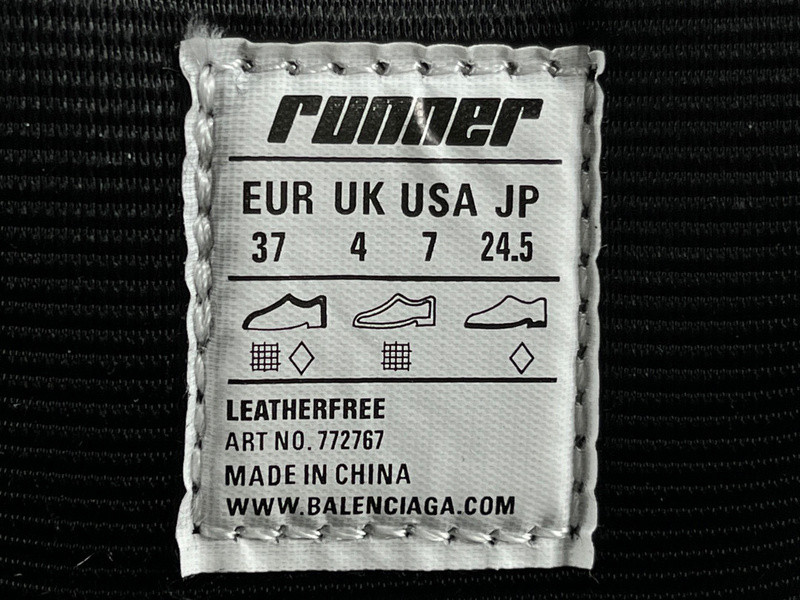 runner
EUR UK USA JP
37 4 7 24.5
LEATHERFREE
ART NO. 772767
MADE IN CHINA
WWW.BALENCIAGA.COM